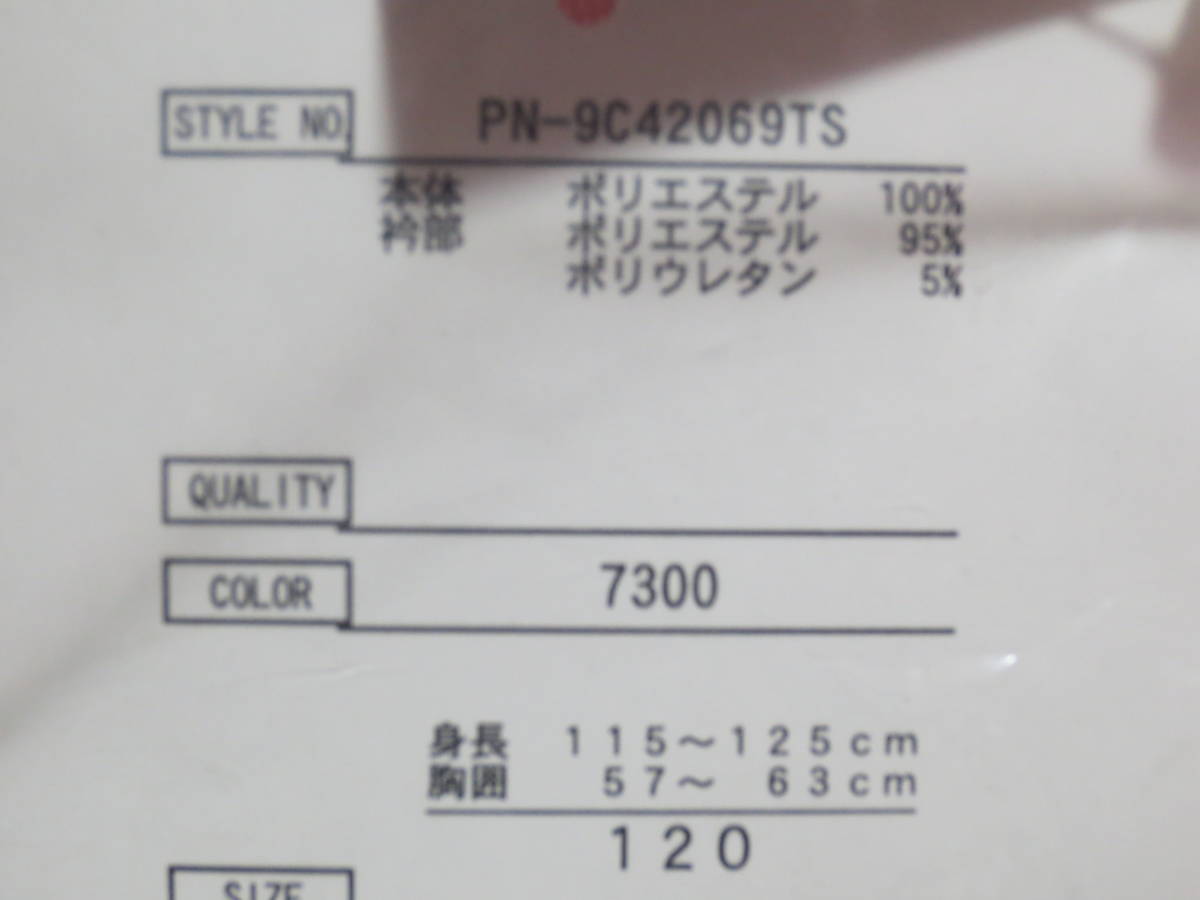 STYLE NO. PN-9C42069TS
本体 ポリエステル 100%
衿部 ポリエステル 95%
ポリウレタン 5%
QUALITY
COLOR 7300
身長 115～125cm
胸囲 57～ 63cm
120
SIZE